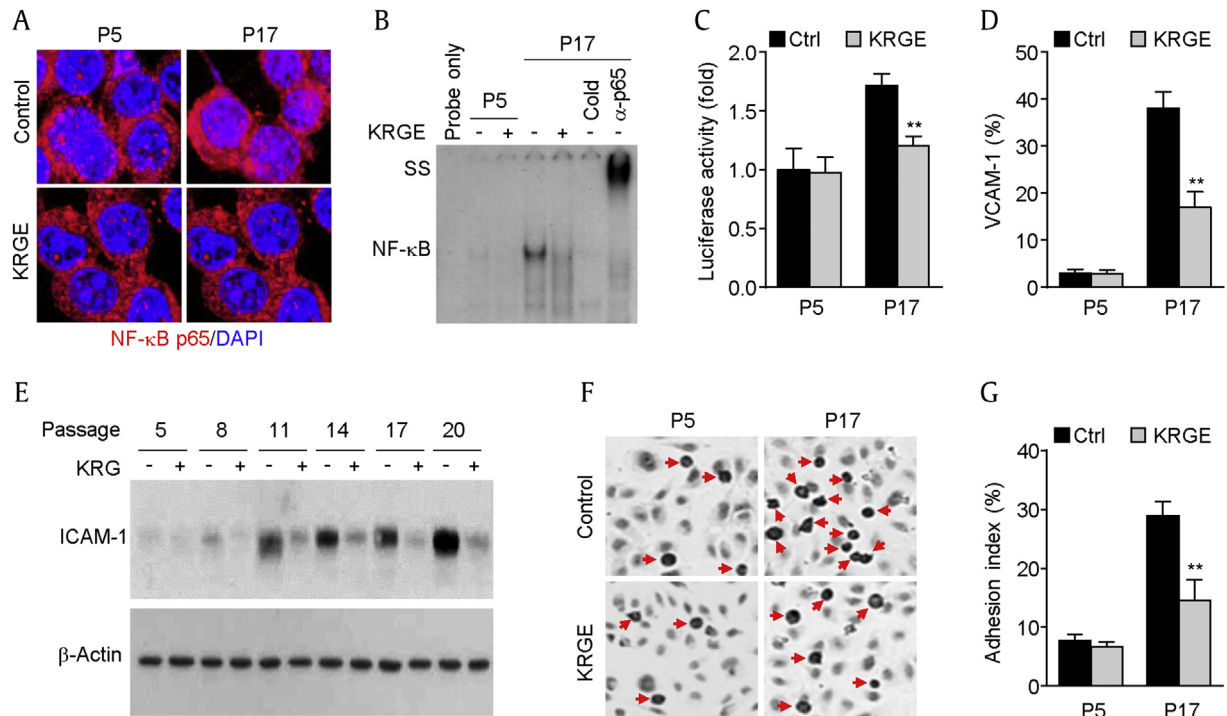 A
P5
P17
Control
KRGE
NF-κB p65/DAPI
B
Probe only
P5
P17
Cold
α-p65
KRGE - + - + - -
SS
NF-κB
C
Ctrl KRGE
Luciferase activity (fold)
2.0
1.5
1.0
0.5
0.0
**
P5 P17
D
Ctrl KRGE
VCAM-1 (%)
50
40
30
20
10
0
**
P5 P17
E
Passage 5 8 11 14 17 20
KRG - + - + - + - + - + - +
ICAM-1
β-Actin
F
P5 P17
Control
KRGE
G
Ctrl KRGE
Adhesion index (%)
40
30
20
10
0
**
P5 P17